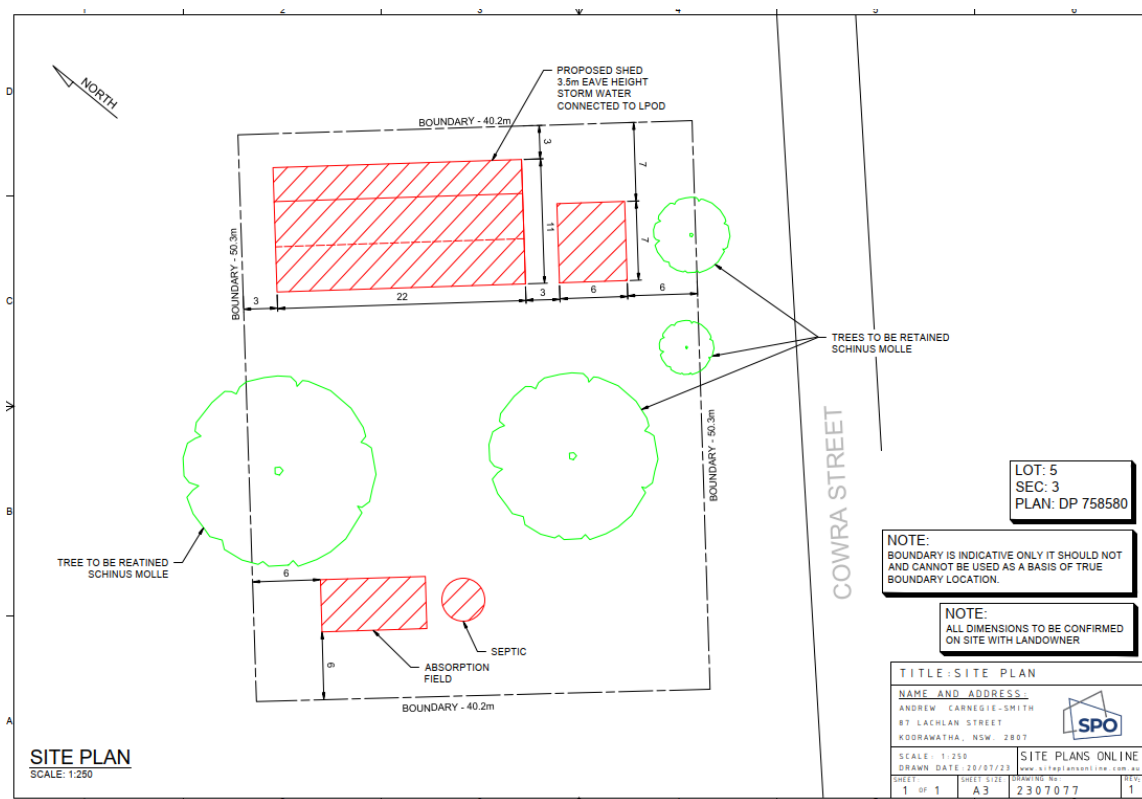 1 2 3 4 5 6
D
C
B
A
NORTH
PROPOSED SHED
3.5m EAVE HEIGHT
STORM WATER
CONNECTED TO LPOD
BOUNDARY - 40.2m
3
7
11
7
BOUNDARY - 50.3m
3
22
3
6
6
TREES TO BE RETAINED
SCHINUS MOLLE
BOUNDARY - 50.3m
COWRA STREET
TREE TO BE REATINED
SCHINUS MOLLE
6
6
SEPTIC
ABSORPTION
FIELD
BOUNDARY - 40.2m
SITE PLAN
SCALE: 1:250
LOT: 5
SEC: 3
PLAN: DP 758580
NOTE:
BOUNDARY IS INDICATIVE ONLY IT SHOULD NOT
AND CANNOT BE USED AS A BASIS OF TRUE
BOUNDARY LOCATION.
NOTE:
ALL DIMENSIONS TO BE CONFIRMED
ON SITE WITH LANDOWNER
TITLE: SITE PLAN
NAME AND ADDRESS:
ANDREW CARNEGIE-SMITH
87 LACHLAN STREET
KOORAWATHA, NSW. 2807
SPO
SCALE: 1:250
DRAWN DATE: 20/07/23
SITE PLANS ONLINE
www.siteplansonline.com.au
SHEET: 1 OF 1
SHEET SIZE: A3
DRAWING No: 2307077
REV: 1